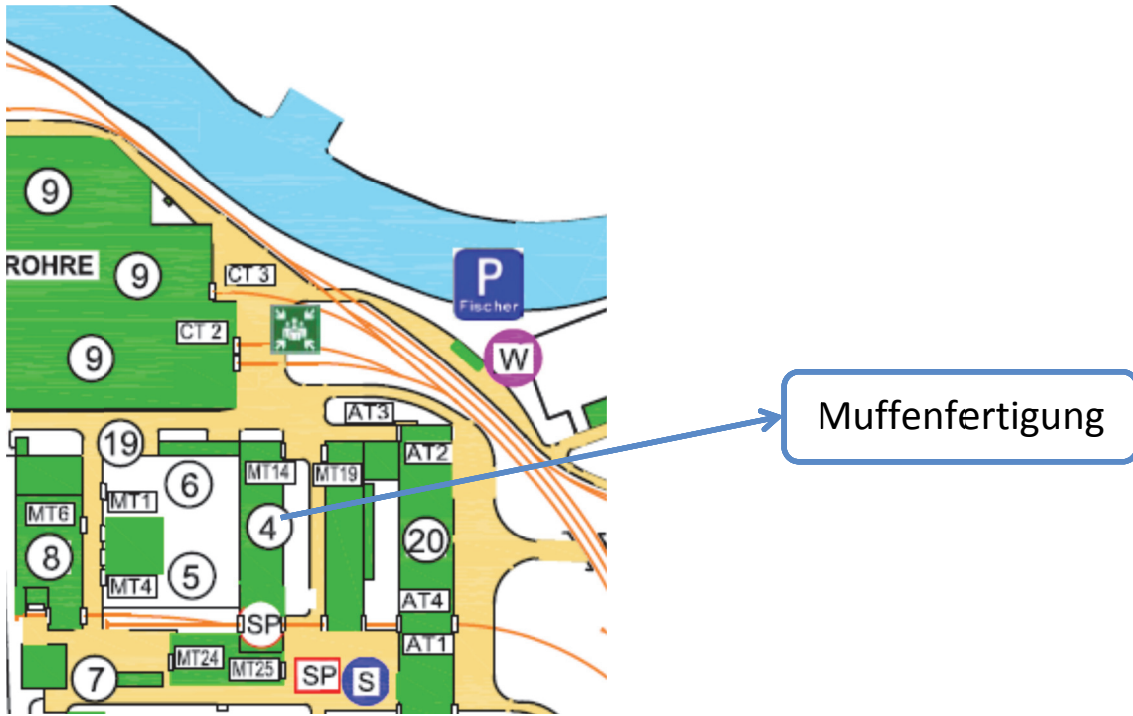 9
ROHRE
9
CT 3
P
Fischer
CT 2
9
W
AT3
19
AT2
6
MT14
MT19
MT1
MT6
4
20
8
5
MT4
AT4
SP
AT1
MT24
MT25
SP
S
7
Muffenfertigung